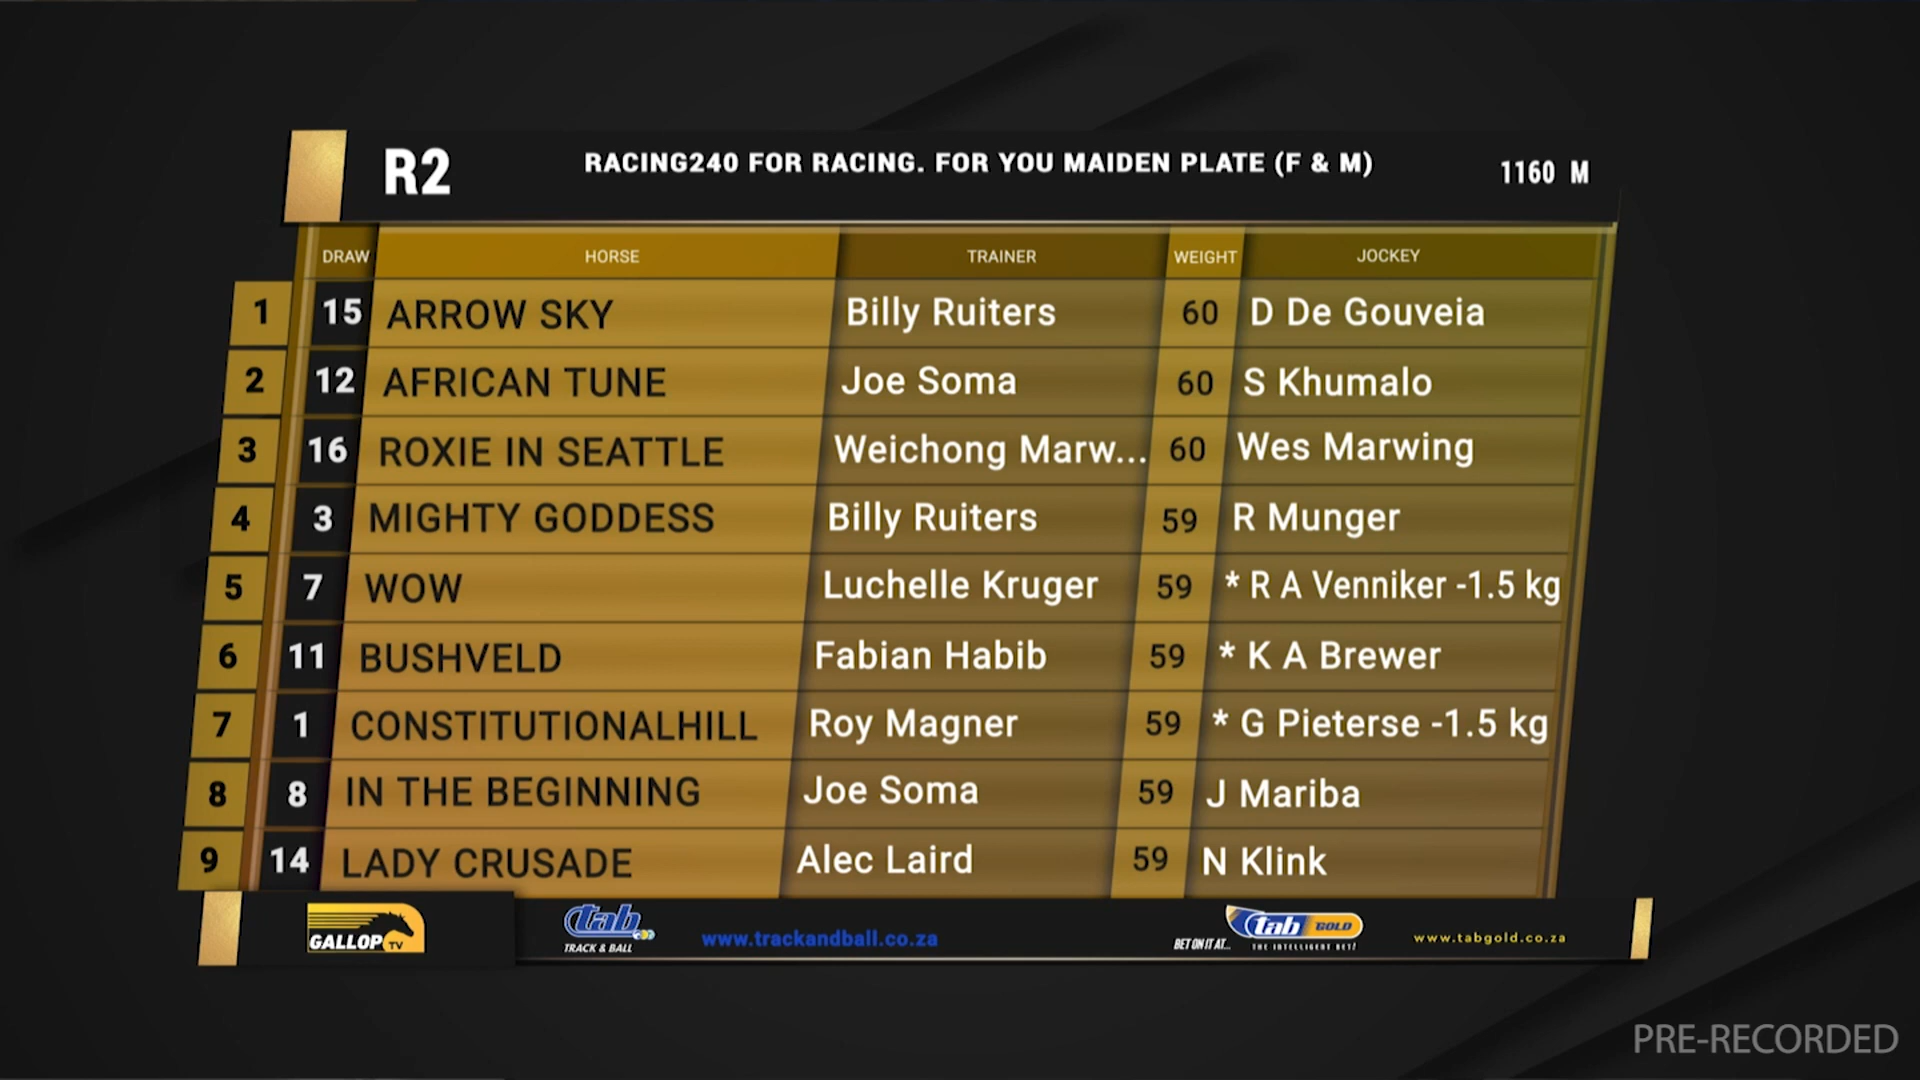 R2 RACING240 FOR RACING. FOR YOU MAIDEN PLATE (F & M) 1160 M
DRAW HORSE TRAINER WEIGHT JOCKEY
1 15 ARROW SKY Billy Ruiters 60 D De Gouveia
2 12 AFRICAN TUNE Joe Soma 60 S Khumalo
3 16 ROXIE IN SEATTLE Weichong Marw... 60 Wes Marwing
4 3 MIGHTY GODDESS Billy Ruiters 59 R Munger
5 7 WOW Luchelle Kruger 59 * R A Venniker -1.5 kg
6 11 BUSHVELD Fabian Habib 59 * K A Brewer
7 1 CONSTITUTIONALHILL Roy Magner 59 * G Pieterse -1.5 kg
8 8 IN THE BEGINNING Joe Soma 59 J Mariba
9 14 LADY CRUSADE Alec Laird 59 N Klink
GALLOP TV
tab
TRACK & BALL
www.trackandball.co.za
BET ON IT AT...
tab GOLD
THE INTELLIGENT BET!
www.tabgold.co.za
PRE-RECORDED